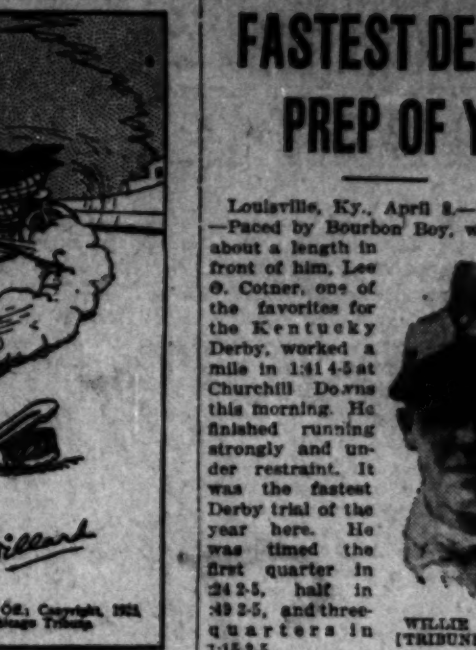 FASTEST DE
PREP OF Y
Louisville, Ky., April 8.—
—Paced by Bourbon Boy, w
about a length in
front of him, Lee
O. Cotner, one of
the favorites for
the Kentucky
Derby, worked a
mile in 1:41 4-5 at
Churchill Downs
this morning. He
finished running
strongly and un-
der restraint. It
was the fastest
Derby trial of the
year here. He
was timed the
first quarter in
:24 2-5, half in
:49 2-5, and three-
quarters in
WILLIE
[TRIBUN
Willard
Off.; Copyright, 1925,
Chicago Tribune